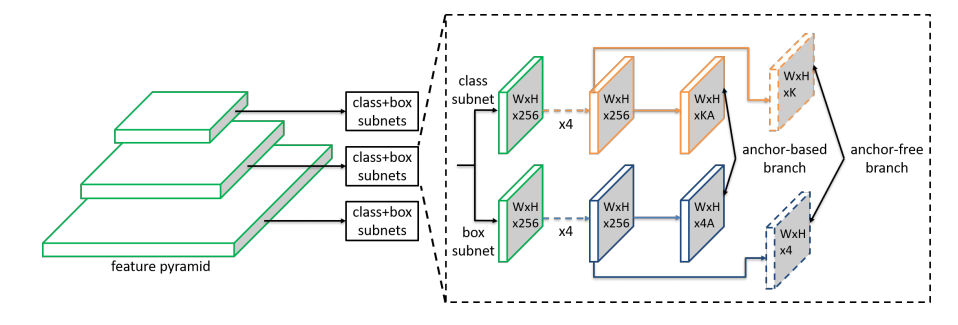 class+box
subnets
class+box
subnets
class+box
subnets
feature pyramid
class
subnet
WxH
x256
x4
WxH
x256
WxH
xKA
WxH
xK
anchor-based
branch
anchor-free
branch
box
subnet
WxH
x256
x4
WxH
x256
WxH
x4A
WxH
x4